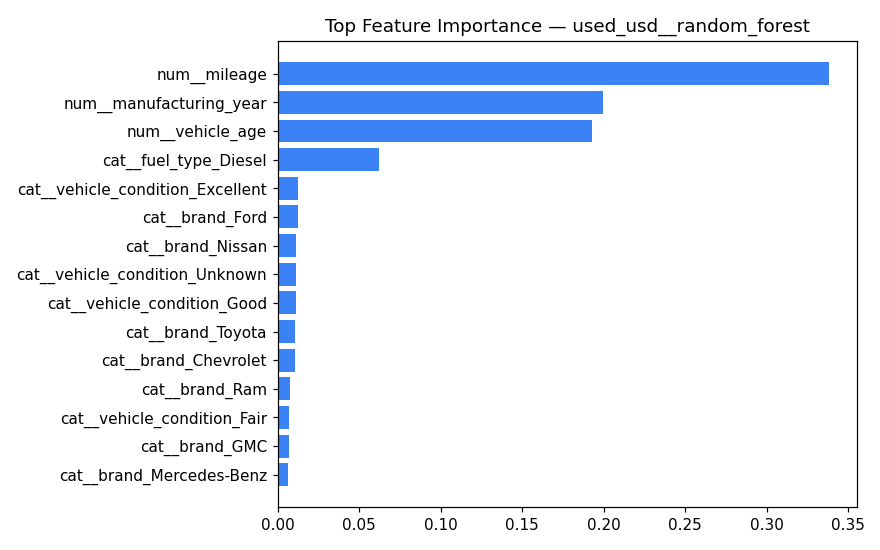 Top Feature Importance — used_usd__random_forest
num__mileage
num__manufacturing_year
num__vehicle_age
cat__fuel_type_Diesel
cat__vehicle_condition_Excellent
cat__brand_Ford
cat__brand_Nissan
cat__vehicle_condition_Unknown
cat__vehicle_condition_Good
cat__brand_Toyota
cat__brand_Chevrolet
cat__brand_Ram
cat__vehicle_condition_Fair
cat__brand_GMC
cat__brand_Mercedes-Benz
0.00 0.05 0.10 0.15 0.20 0.25 0.30 0.35